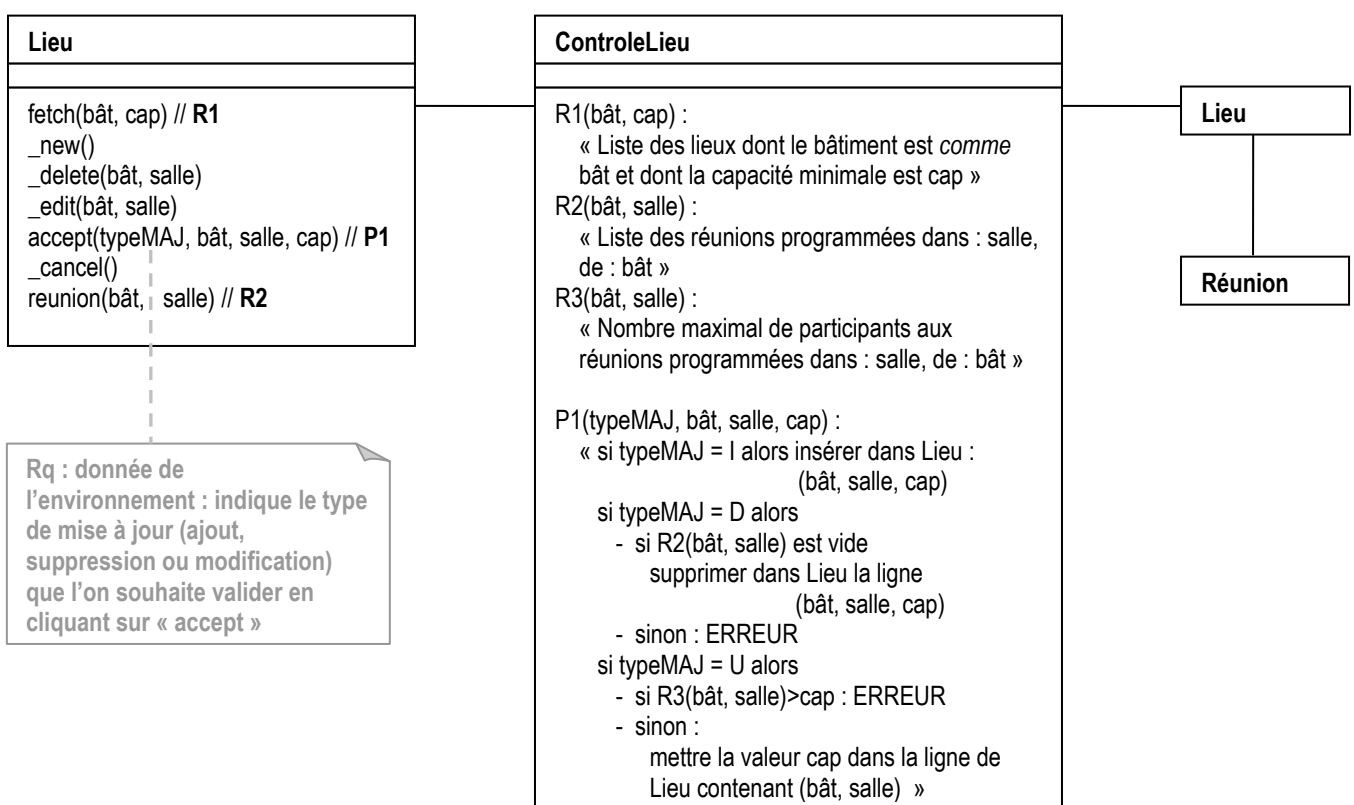 Lieu
fetch(bât, cap) // R1
_new()
_delete(bât, salle)
_edit(bât, salle)
accept(typeMAJ, bât, salle, cap) // P1
_cancel()
reunion(bât, salle) // R2
Rq : donnée de
l'environnement : indique le type
de mise à jour (ajout,
suppression ou modification)
que l'on souhaite valider en
cliquant sur « accept »
ControleLieu
R1(bât, cap) :
« Liste des lieux dont le bâtiment est comme
bât et dont la capacité minimale est cap »
R2(bât, salle) :
« Liste des réunions programmées dans : salle,
de : bât »
R3(bât, salle) :
« Nombre maximal de participants aux
réunions programmées dans : salle, de : bât »
P1(typeMAJ, bât, salle, cap) :
« si typeMAJ = I alors insérer dans Lieu :
(bât, salle, cap)
si typeMAJ = D alors
- si R2(bât, salle) est vide
supprimer dans Lieu la ligne
(bât, salle, cap)
- sinon : ERREUR
si typeMAJ = U alors
- si R3(bât, salle)>cap : ERREUR
- sinon :
mettre la valeur cap dans la ligne de
Lieu contenant (bât, salle) »
Lieu
Réunion